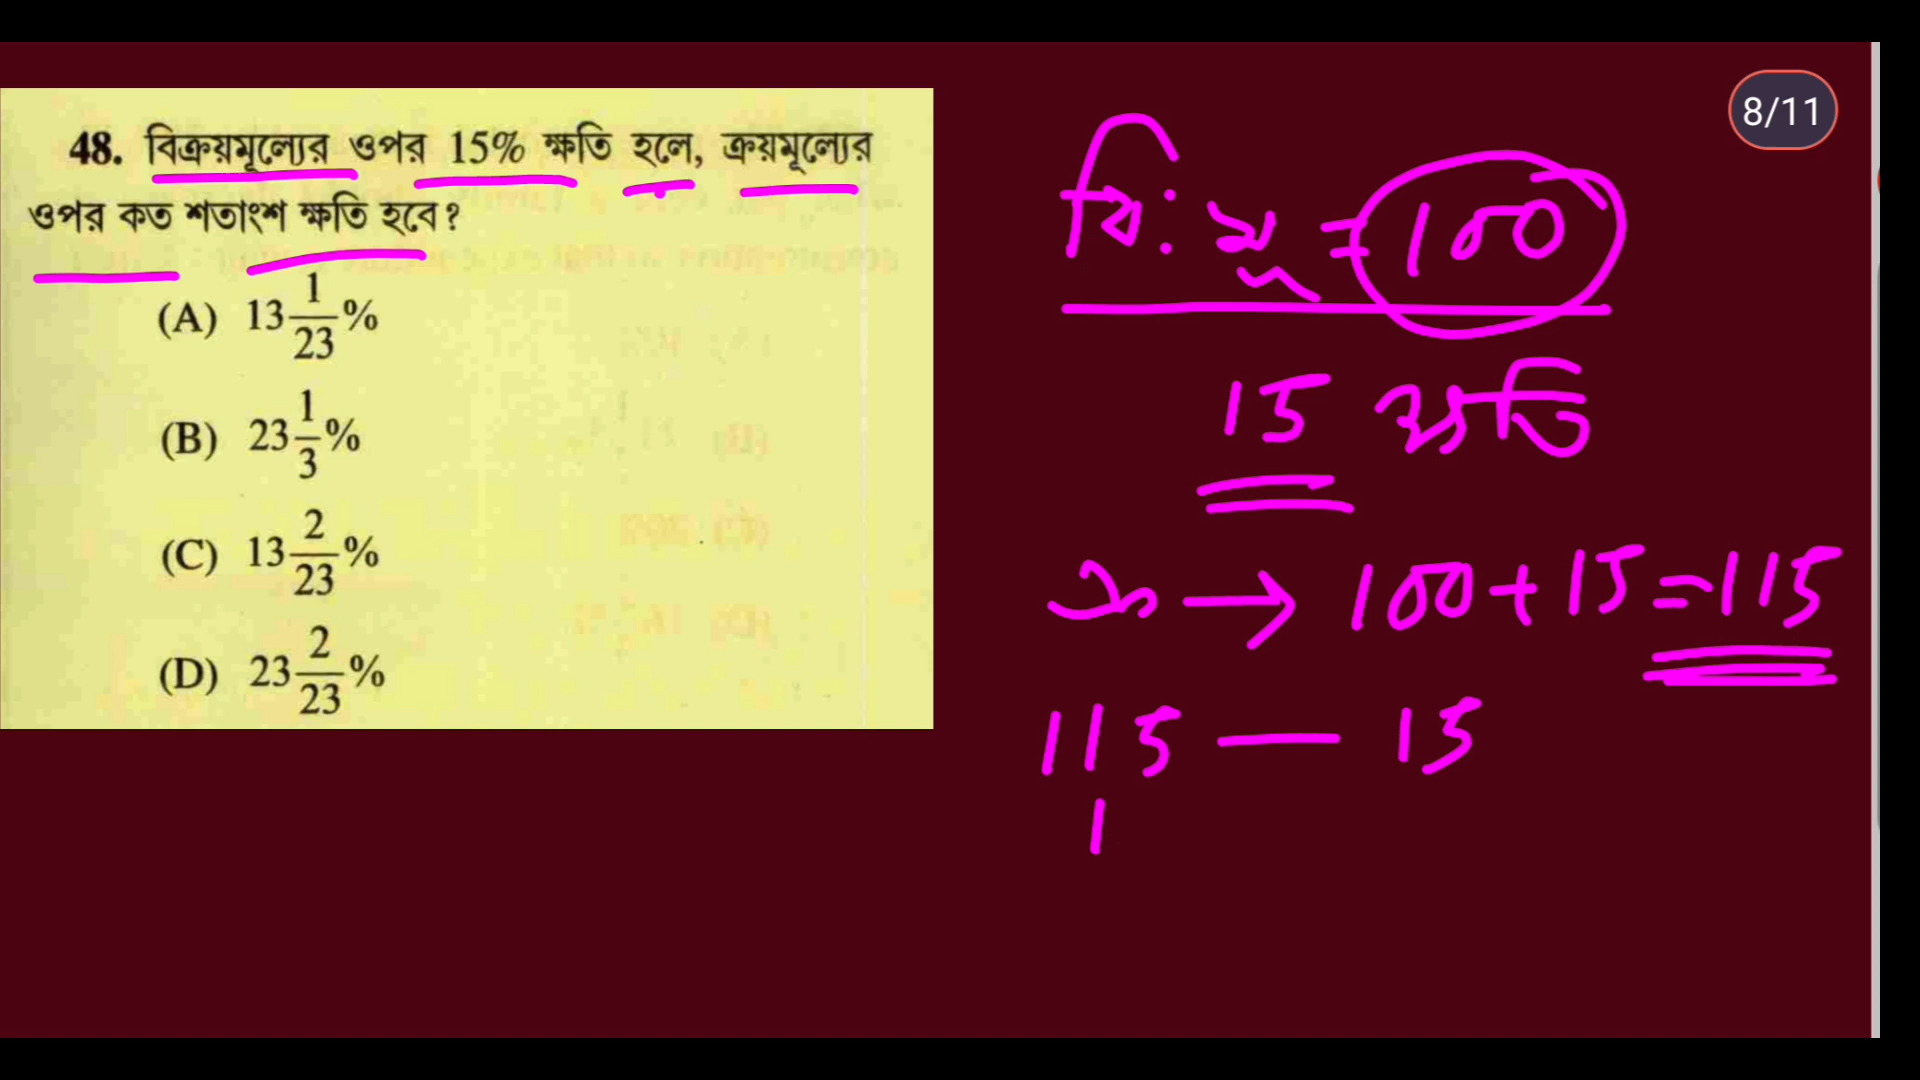 48. বিক্রয়মূল্যের ওপর 15% ক্ষতি হলে, ক্রয়মূল্যের
ওপর কত শতাংশ ক্ষতি হবে?
(A) 13 1/23 %
(B) 23 1/3 %
(C) 13 2/23 %
(D) 23 2/23 %
8/11
বি: মূ = 100
15 ক্ষতি
→ 100 + 15 = 115
115 — 15
1